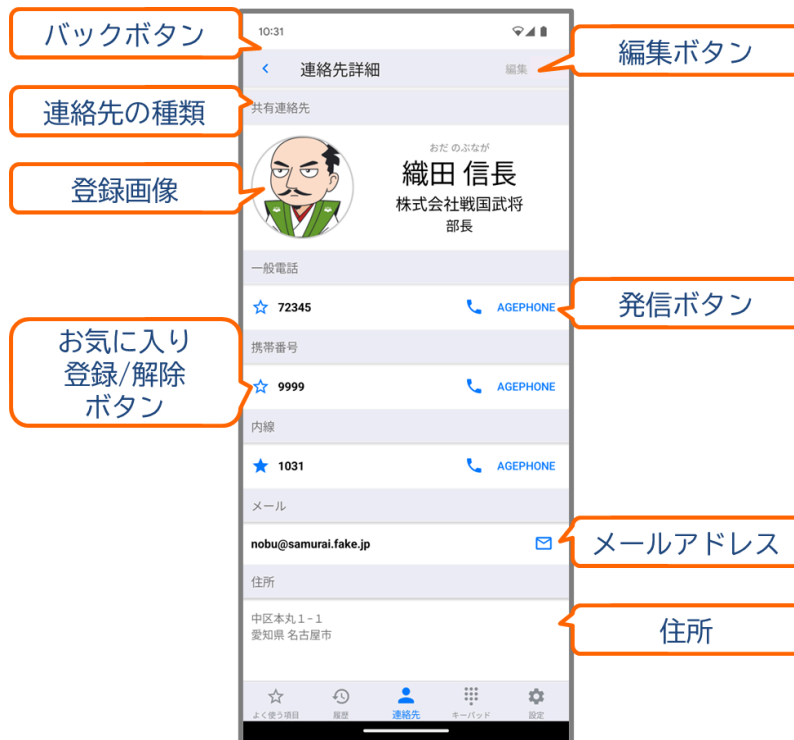 バックボタン
10:31
編集ボタン
連絡先詳細
編集
連絡先の種類
共有連絡先
登録画像
おだ のぶなが
織田 信長
株式会社戦国武将
部長
一般電話
72345
AGEPHONE
発信ボタン
お気に入り
登録/解除
ボタン
携帯番号
9999
AGEPHONE
内線
1031
AGEPHONE
メール
nobu@samurai.fake.jp
メールアドレス
住所
中区本丸１−１
愛知県 名古屋市
住所
よく使う項目
履歴
連絡先
キーパッド
設定